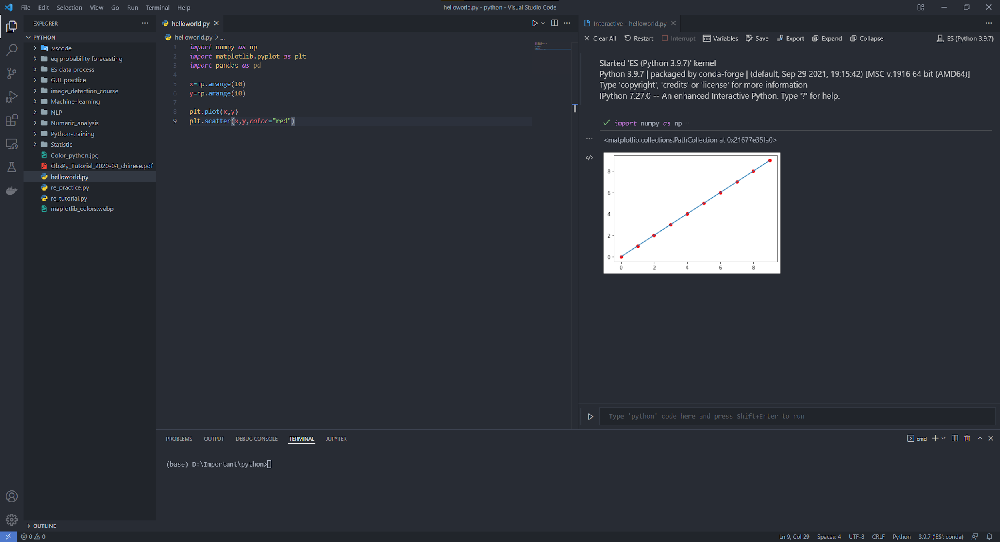 File Edit Selection View Go Run Terminal Help
helloworld.py - python - Visual Studio Code
EXPLORER
PYTHON
.vscode
eq probability forecasting
ES data process
GUI_practice
image_detection_course
Machine-learning
NLP
Numeric_analysis
Python-training
Statistic
Color_python.jpg
ObsPy_Tutorial_2020-04_chinese.pdf
helloworld.py
re_practice.py
re_tutorial.py
maplotlib_colors.webp
OUTLINE
helloworld.py
helloworld.py > ...
1 import numpy as np
2 import matplotlib.pyplot as plt
3 import pandas as pd
4
5 x=np.arange(10)
6 y=np.arange(10)
7
8 plt.plot(x,y)
9 plt.scatter(x,y,color="red")
Interactive - helloworld.py
Clear All Restart Interrupt Variables Save Export Expand Collapse ES (Python 3.9.7)
Started 'ES (Python 3.9.7)' kernel
Python 3.9.7 | packaged by conda-forge | (default, Sep 29 2021, 19:15:42) [MSC v.1916 64 bit (AMD64)]
Type 'copyright', 'credits' or 'license' for more information
IPython 7.27.0 -- An enhanced Interactive Python. Type '?' for help.
import numpy as np ...
<matplotlib.collections.PathCollection at 0x21677e35fa0>
8
6
4
2
0
0 2 4 6 8
Type 'python' code here and press Shift+Enter to run
PROBLEMS OUTPUT DEBUG CONSOLE TERMINAL JUPYTER
cmd
(base) D:\Important\python>
0 0
Ln 9, Col 29 Spaces: 4 UTF-8 CRLF Python 3.9.7 ('ES': conda)